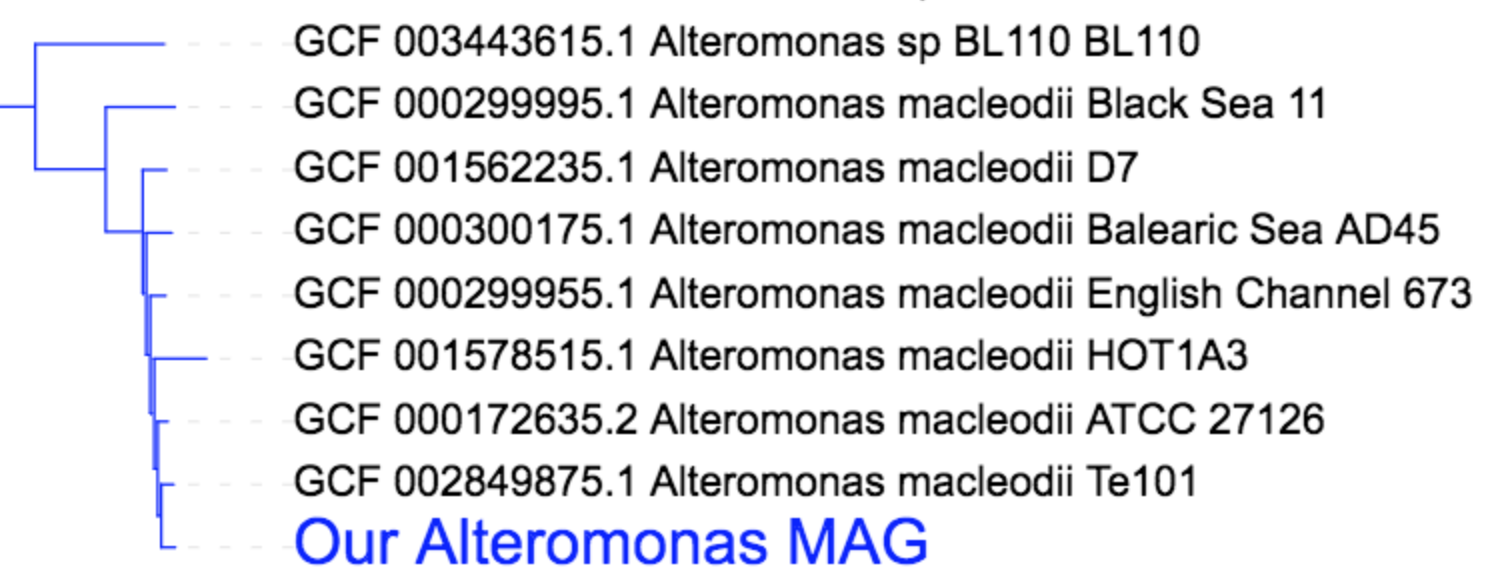 GCF 003443615.1 Alteromonas sp BL110 BL110
GCF 000299995.1 Alteromonas macleodii Black Sea 11
GCF 001562235.1 Alteromonas macleodii D7
GCF 000300175.1 Alteromonas macleodii Balearic Sea AD45
GCF 000299955.1 Alteromonas macleodii English Channel 673
GCF 001578515.1 Alteromonas macleodii HOT1A3
GCF 000172635.2 Alteromonas macleodii ATCC 27126
GCF 002849875.1 Alteromonas macleodii Te101
Our Alteromonas MAG